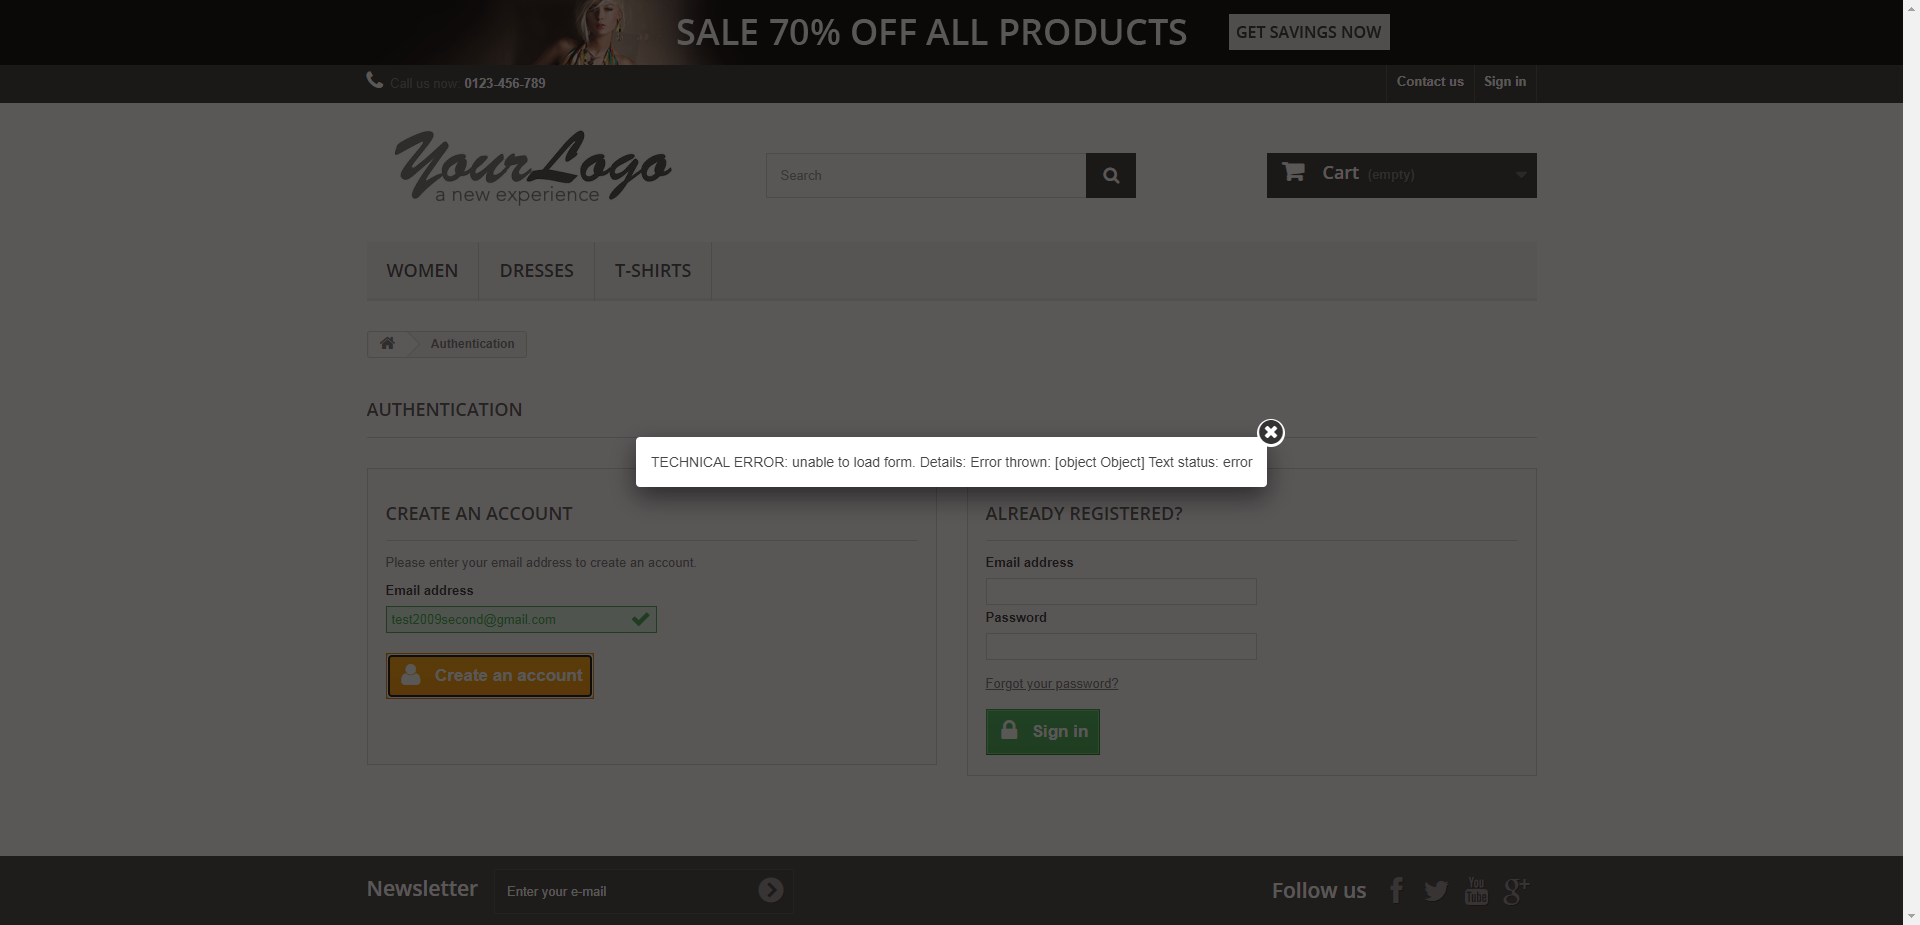 SALE 70% OFF ALL PRODUCTS
GET SAVINGS NOW
Call us now: 0123-456-789
Contact us
Sign in
Your Logo
a new experience
Search
Cart (empty)
WOMEN
DRESSES
T-SHIRTS
Authentication
AUTHENTICATION
TECHNICAL ERROR: unable to load form. Details: Error thrown: [object Object] Text status: error
CREATE AN ACCOUNT
Please enter your email address to create an account.
Email address
test2009second@gmail.com
Create an account
ALREADY REGISTERED?
Email address
Password
Forgot your password?
Sign in
Newsletter
Enter your e-mail
Follow us
You
Tube
g+